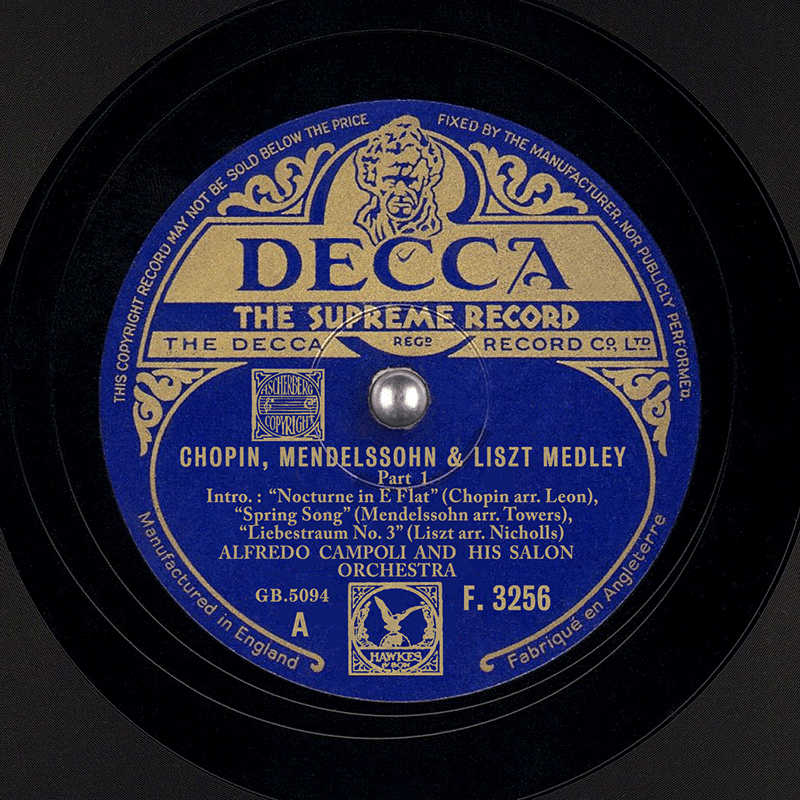 THIS COPYRIGHT RECORD MAY NOT BE SOLD BELOW THE PRICE FIXED BY THE MANUFACTURER, NOR PUBLICLY PERFORMED.
DECCA
THE SUPREME RECORD
THE DECCA REGD RECORD CO. LTD
ASCHERBERG
COPYRIGHT
CHOPIN, MENDELSSOHN & LISZT MEDLEY
Part 1
Intro. : “Nocturne in E Flat” (Chopin arr. Leon),
“Spring Song” (Mendelssohn arr. Towers),
“Liebestraum No. 3” (Liszt arr. Nicholls)
ALFREDO CAMPOLI AND HIS SALON
ORCHESTRA
GB.5094
F. 3256
A
HAWKES
Manufactured in England
Fabriqué en Angleterre